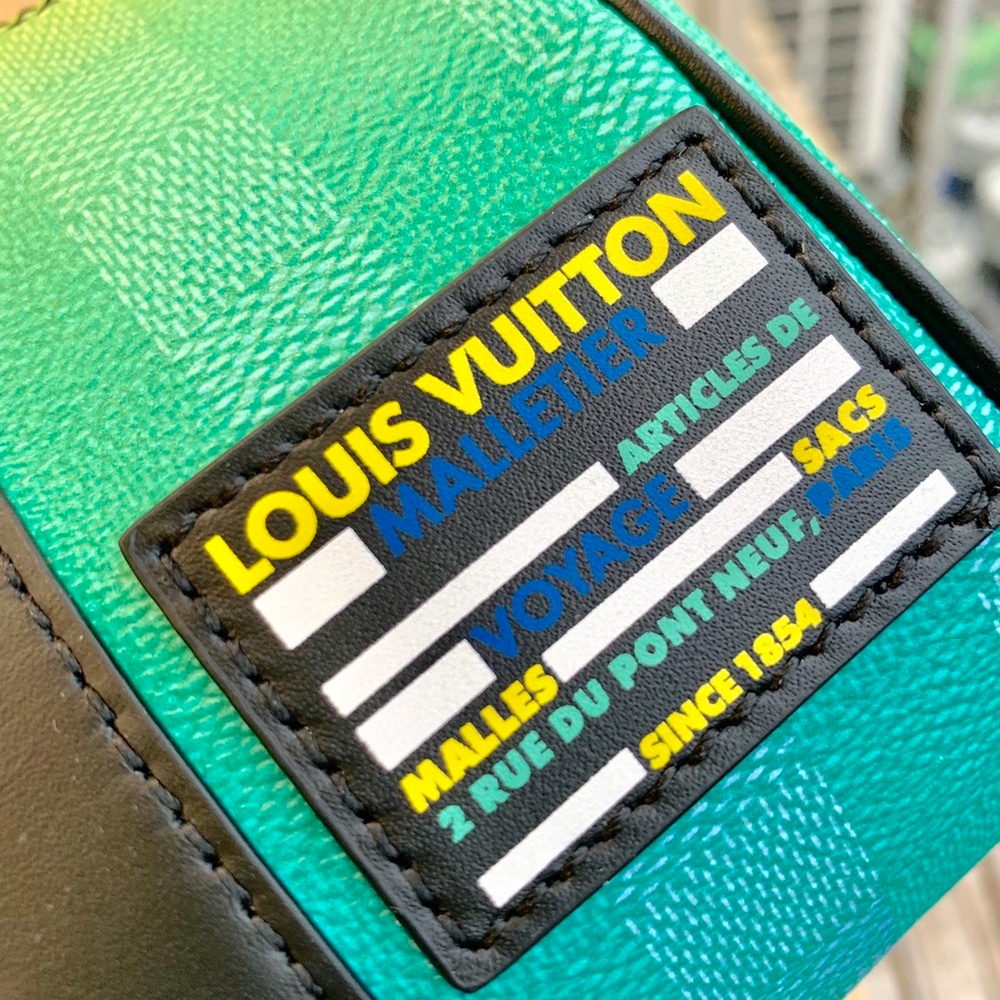 LOUIS VUITTON
MALLETIER
ARTICLES DE
VOYAGE
MALLES SACS
2 RUE DU PONT NEUF, PARIS
SINCE 1854